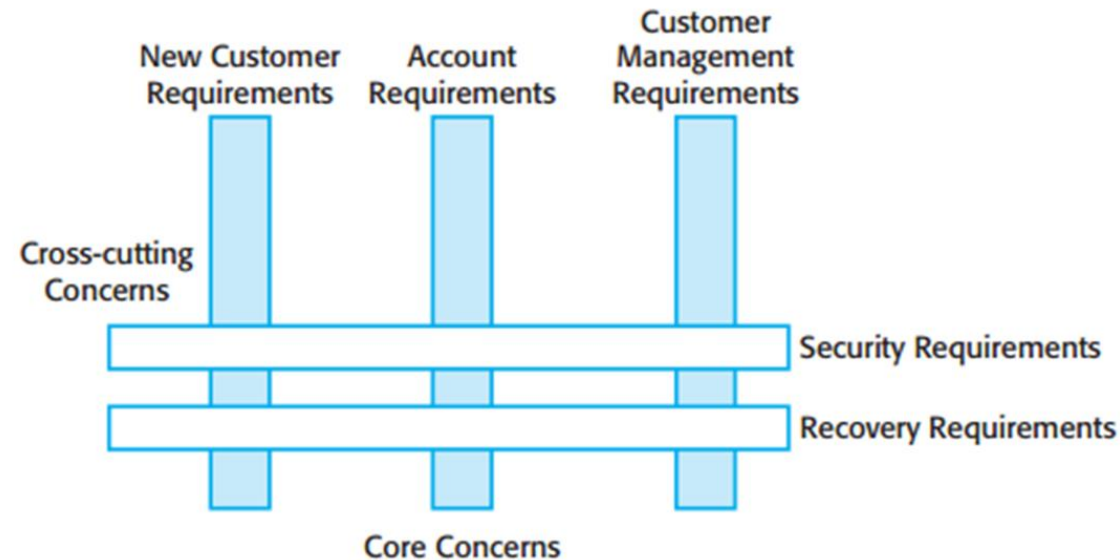 New Customer
Requirements
Account
Requirements
Customer
Management
Requirements
Cross-cutting
Concerns
Security Requirements
Recovery Requirements
Core Concerns